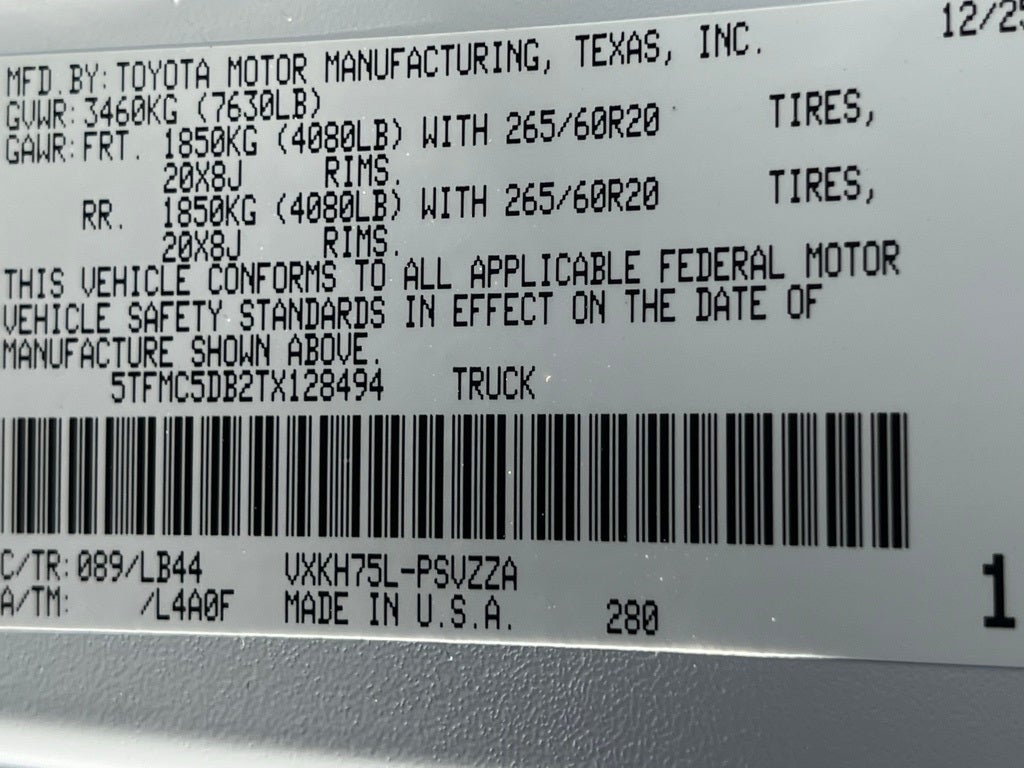 12/25
MFD.BY: TOYOTA MOTOR MANUFACTURING, TEXAS, INC.
GVWR: 3460KG (7630LB)
GAWR: FRT. 1850KG (4080LB) WITH 265/60R20 TIRES,
20X8J RIMS.
RR. 1850KG (4080LB) WITH 265/60R20 TIRES,
20X8J RIMS.
THIS VEHICLE CONFORMS TO ALL APPLICABLE FEDERAL MOTOR
VEHICLE SAFETY STANDARDS IN EFFECT ON THE DATE OF
MANUFACTURE SHOWN ABOVE.
5TFMC5DB2TX128494 TRUCK
C/TR: 089/LB44 VXKH75L-PSVZZA
A/TM: /L4A0F MADE IN U.S.A. 280
1